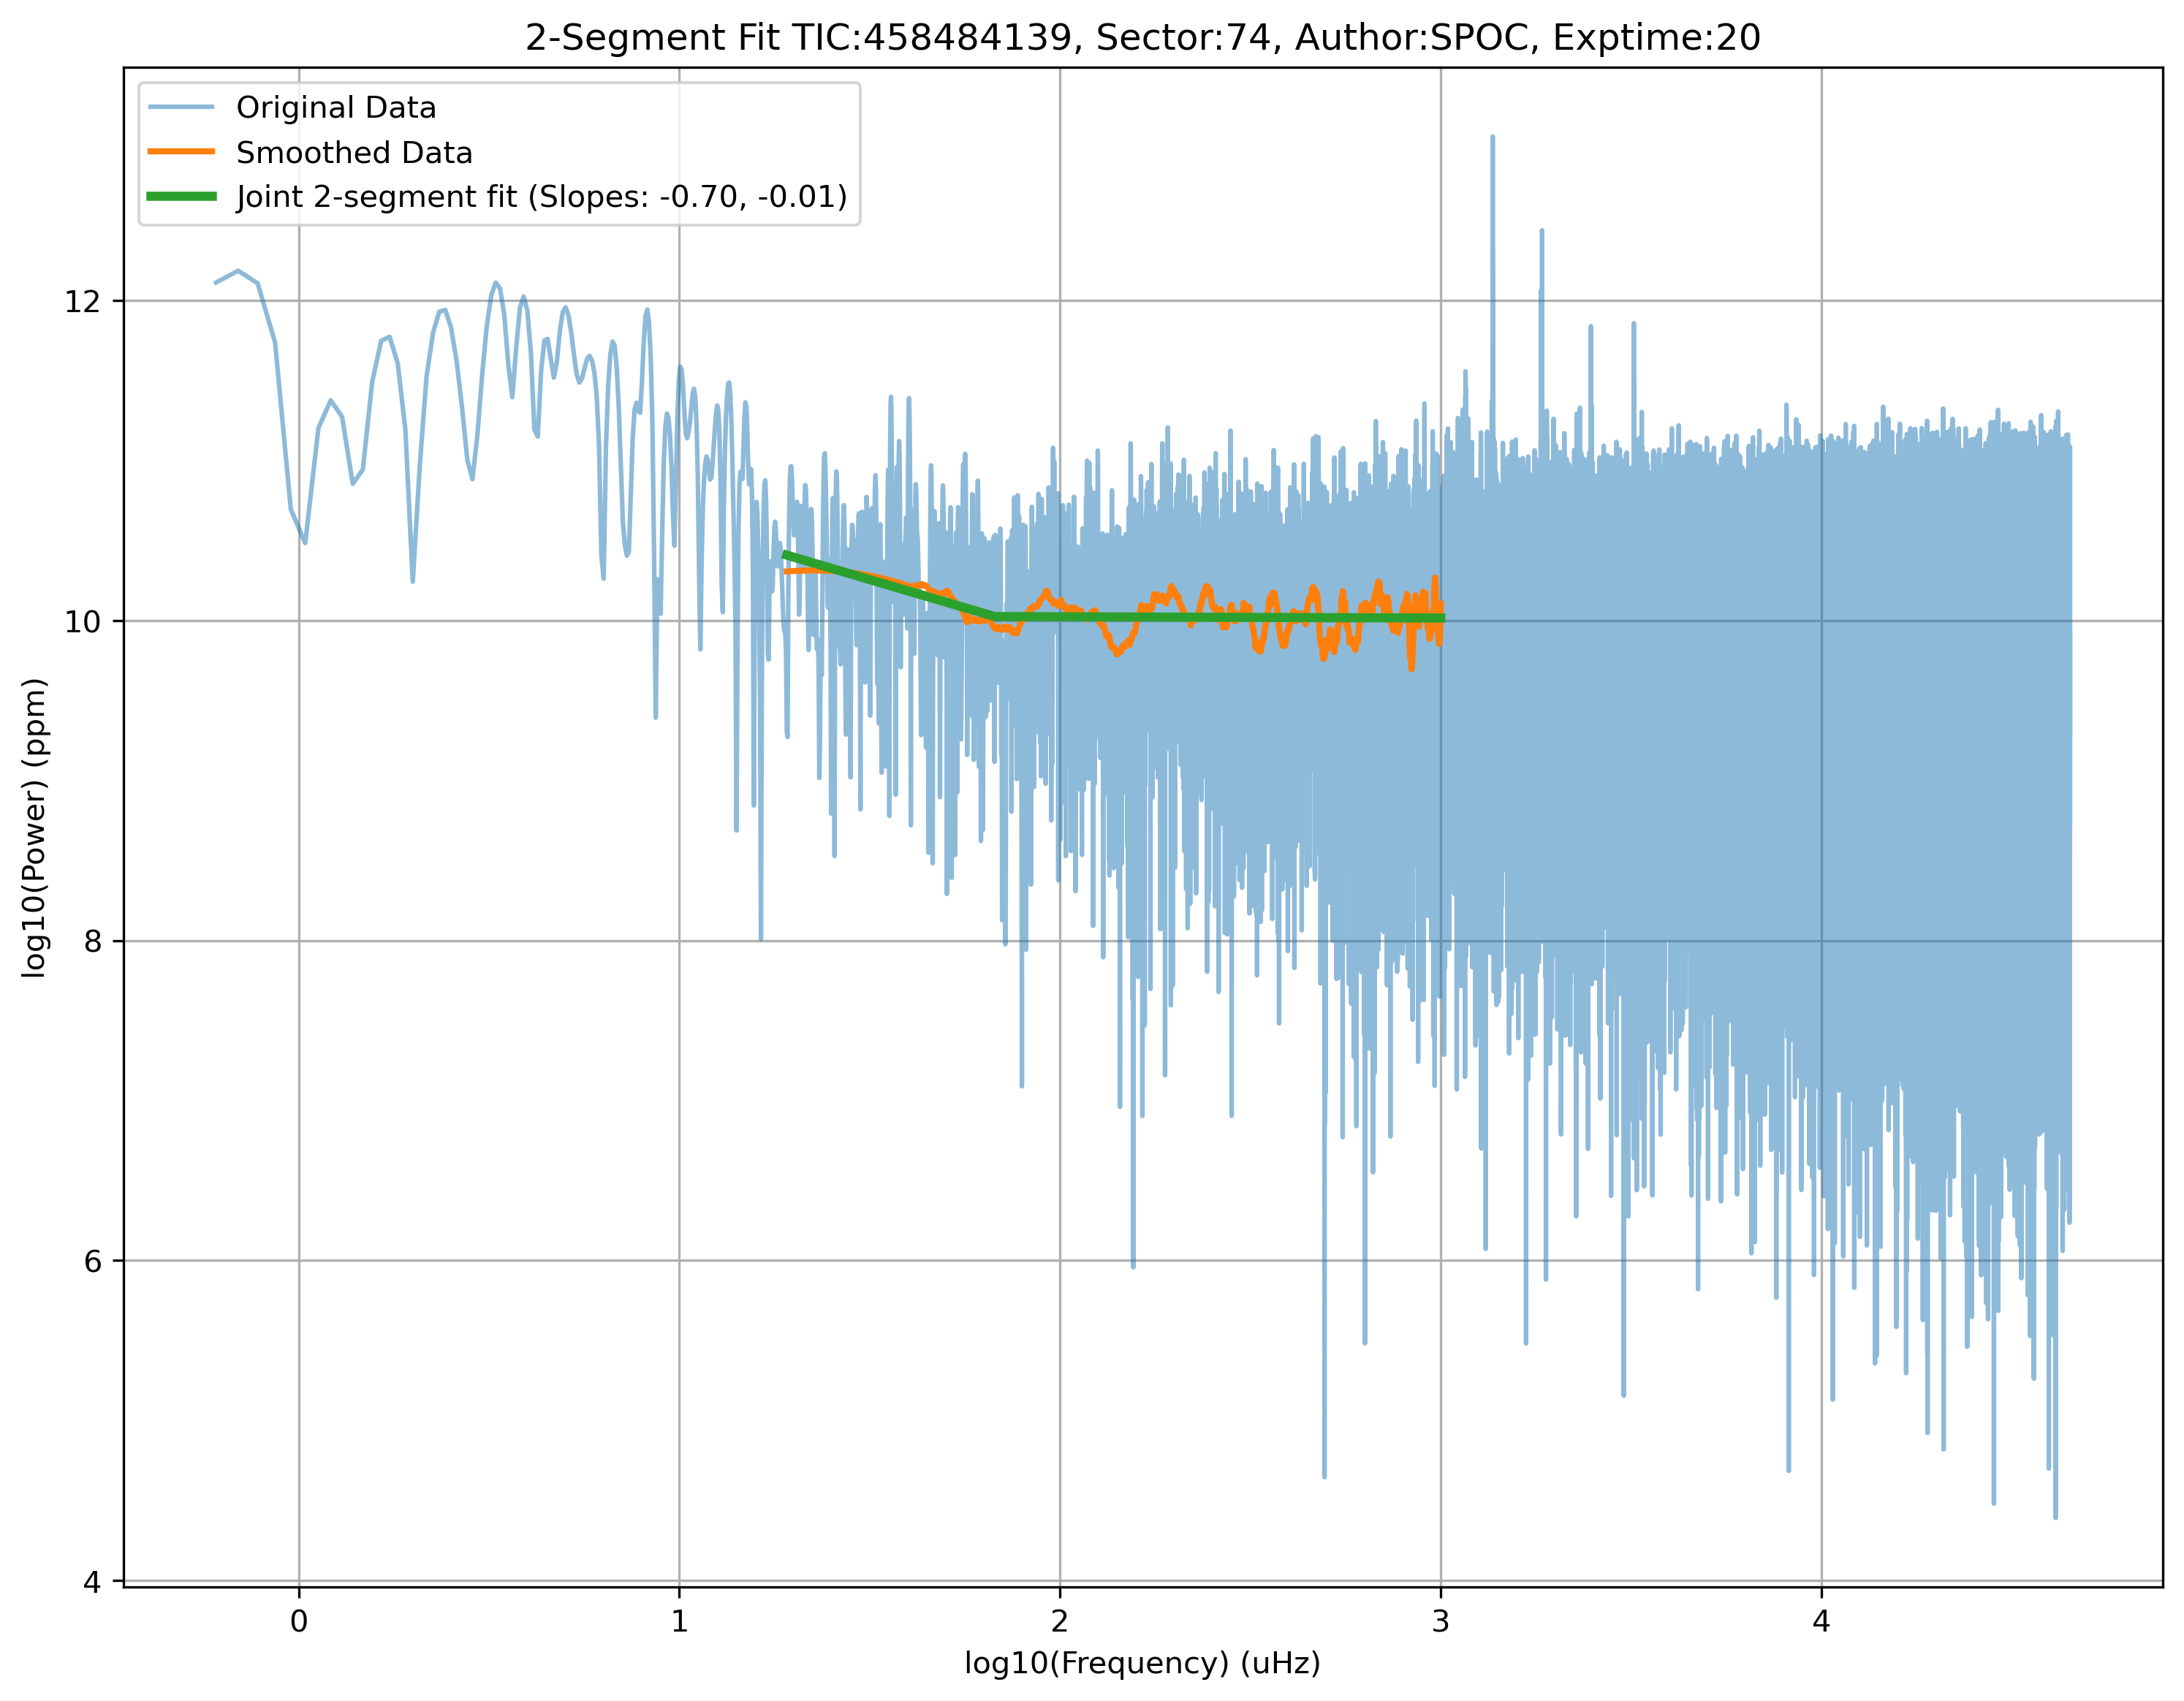 2-Segment Fit TIC:458484139, Sector:74, Author:SPOC, Exptime:20
Original Data
Smoothed Data
Joint 2-segment fit (Slopes: -0.70, -0.01)
12
10
8
6
4
log10(Power) (ppm)
0 1 2 3 4
log10(Frequency) (uHz)